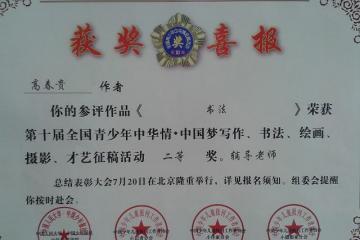 获奖喜报
奖
高春贵 作者
你的参评作品《 书法 》荣获
第十届全国青少年中华情·中国梦写作、书法、绘画、
摄影、才艺征稿活动 二等 奖。辅导老师
总结表彰大会7月20日在北京隆重举行，详见报名须知。组委会提醒
你按时赴会。